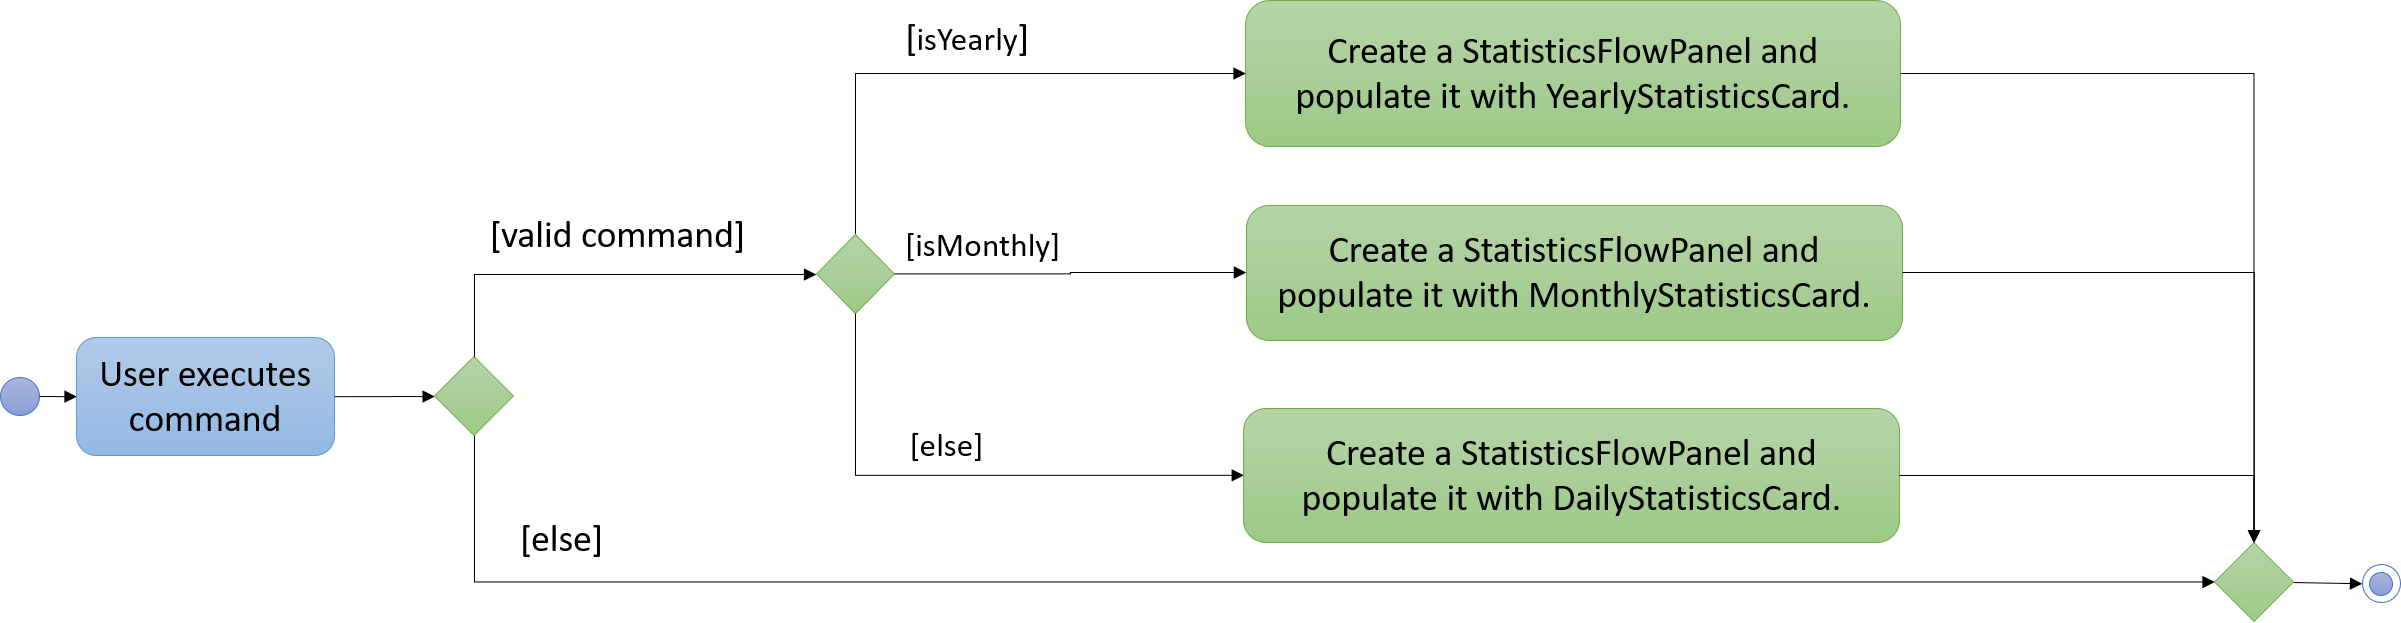 [isYearly]
Create a StatisticsFlowPanel and
populate it with YearlyStatisticsCard.
[valid command]
[isMonthly]
Create a StatisticsFlowPanel and
populate it with MonthlyStatisticsCard.
User executes
command
[else]
Create a StatisticsFlowPanel and
populate it with DailyStatisticsCard.
[else]